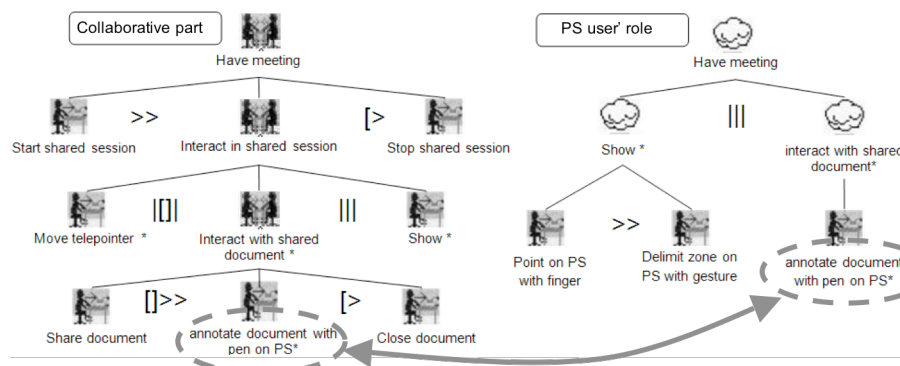 Collaborative part
PS user' role
Have meeting
Have meeting
Start shared session
>>
Interact in shared session
[>
Stop shared session
Show *
|||
interact with shared
document*
Move telepointer *
|[]|
Interact with shared
document *
|||
Show *
Point on PS
with finger
>>
Delimit zone on
PS with gesture
annotate document
with pen on PS*
Share document
[]>>
annotate document with
pen on PS*
[>
Close document